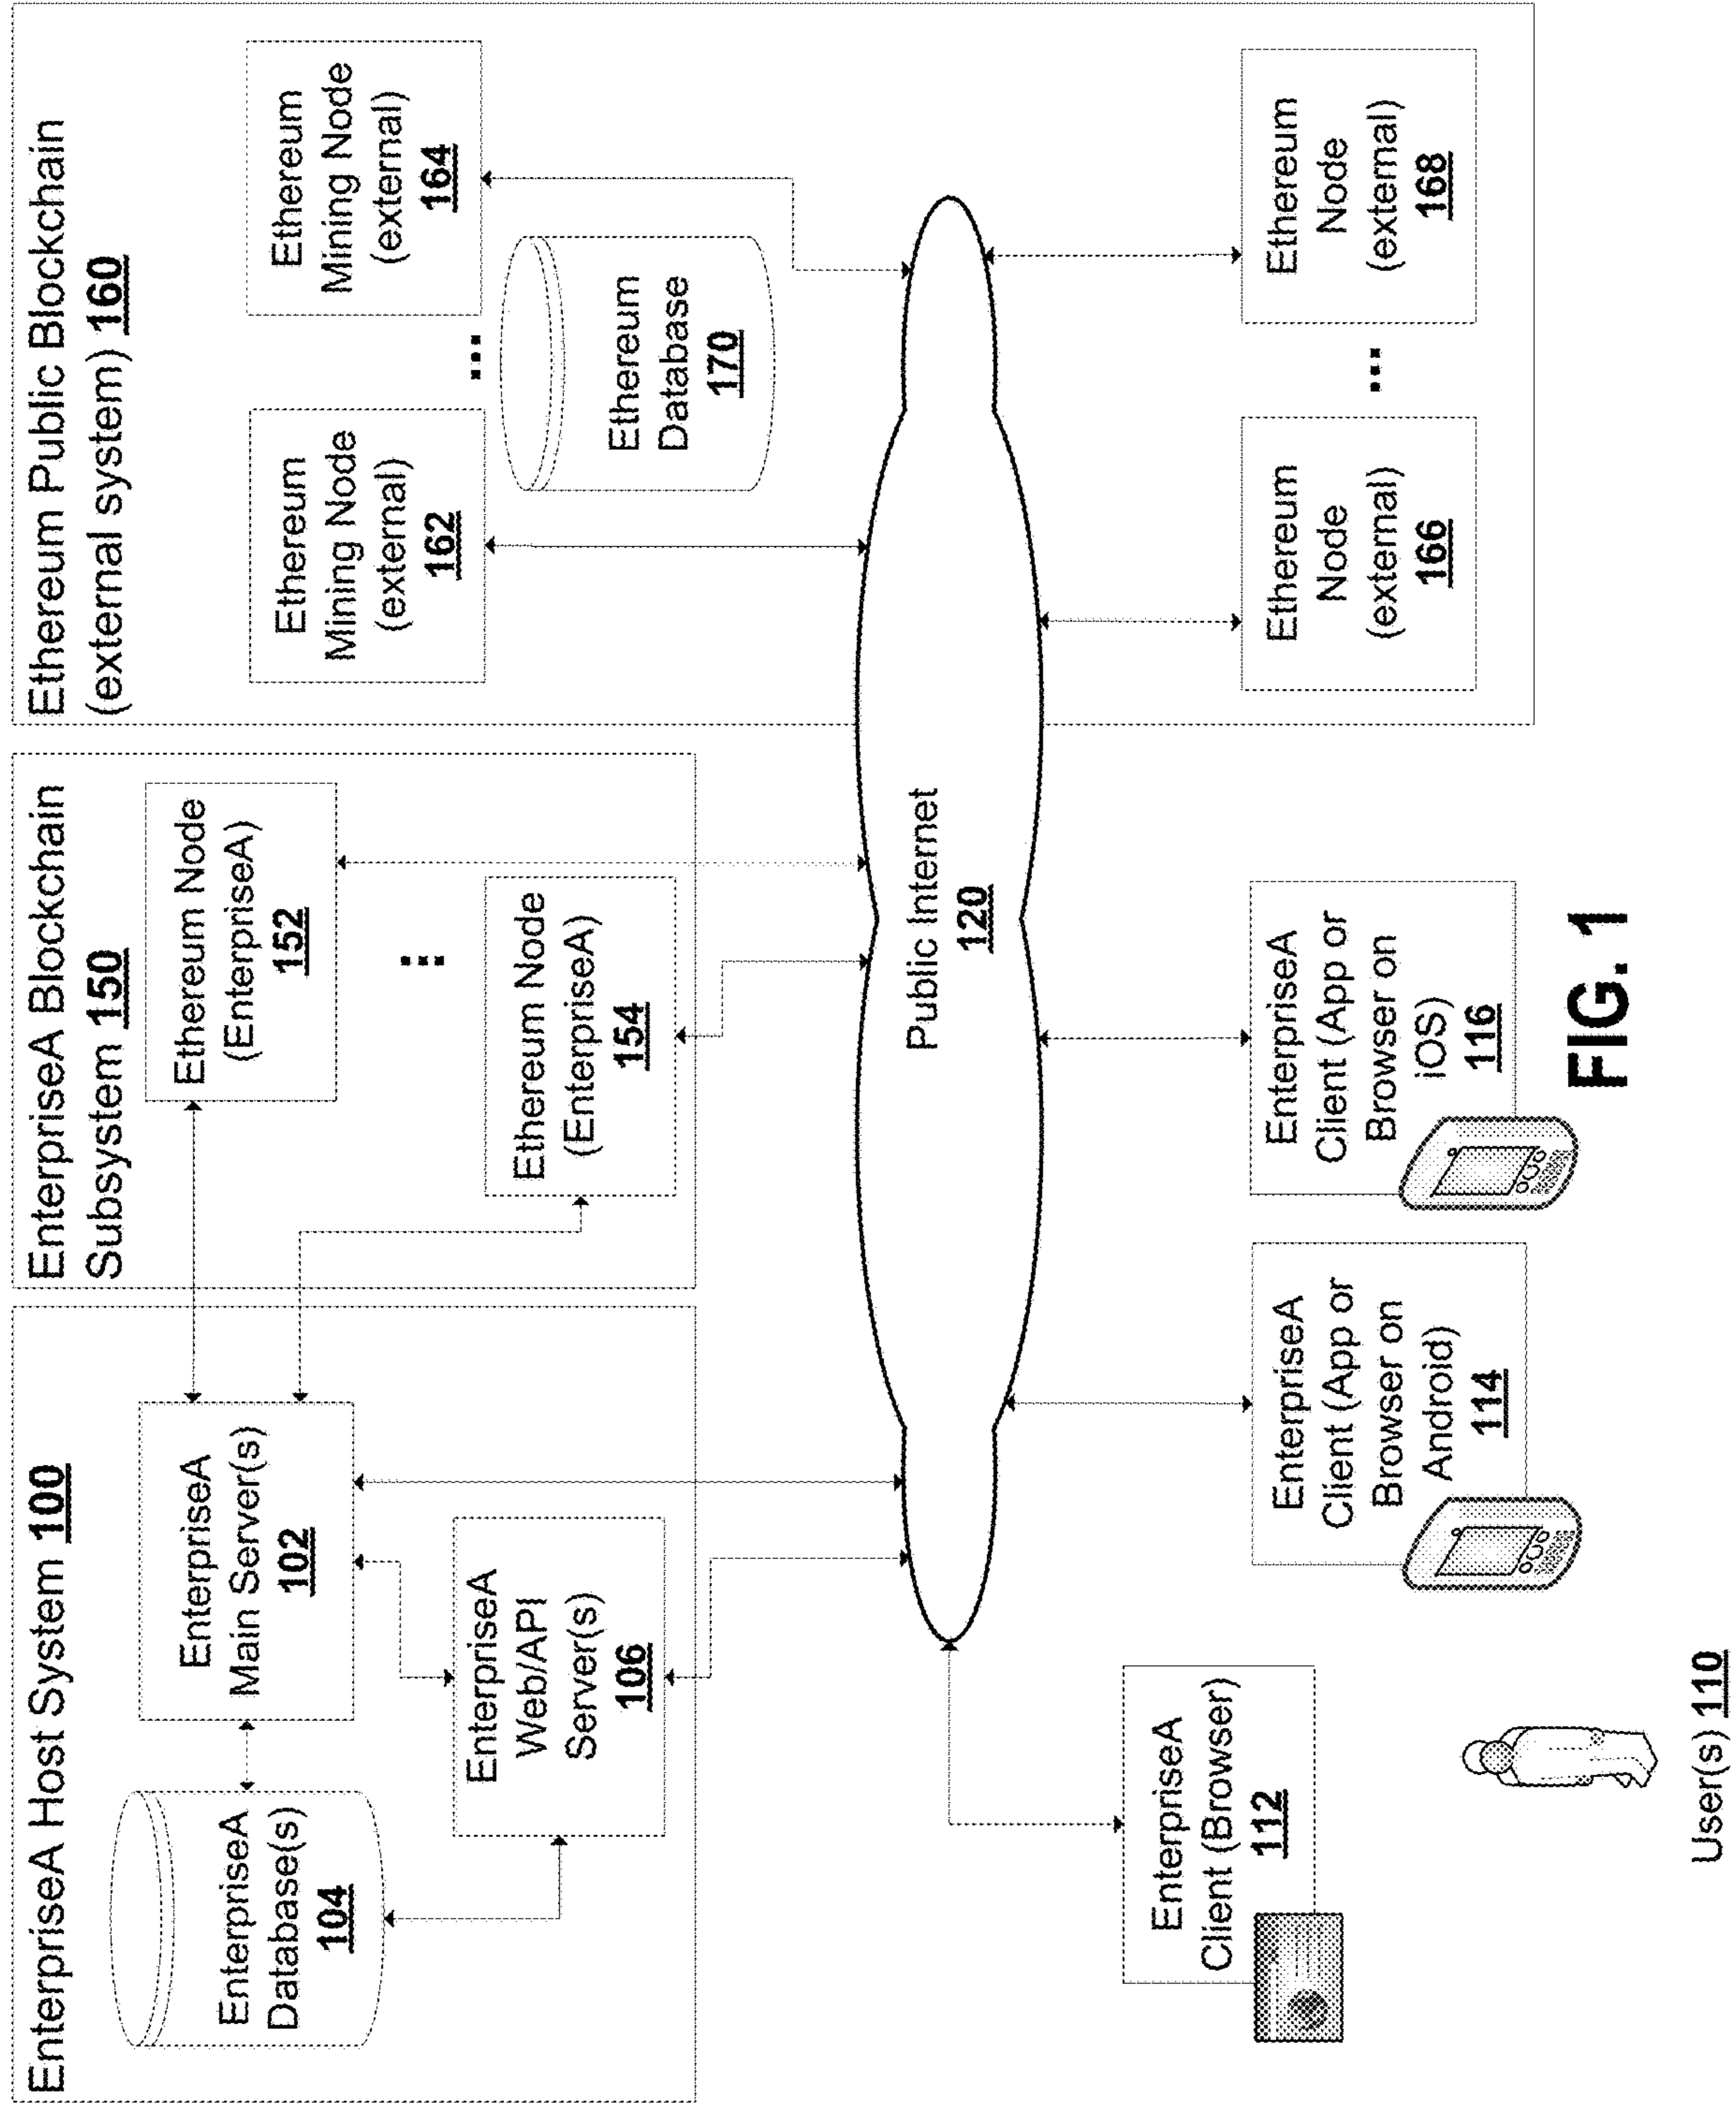 EnterpriseA Host System 100
EnterpriseA
Database(s)
104
EnterpriseA
Main Server(s)
102
EnterpriseA
Web/API
Server(s)
106
EnterpriseA Blockchain
Subsystem 150
Ethereum Node
(EnterpriseA)
152
...
Ethereum Node
(EnterpriseA)
154
Ethereum Public Blockchain
(external system) 160
Ethereum
Mining Node
(external)
162
...
Ethereum
Mining Node
(external)
164
Ethereum
Database
170
Public Internet
120
EnterpriseA
Client (Browser)
112
EnterpriseA
Client (App or
Browser on
Android)
114
EnterpriseA
Client (App or
Browser on
iOS)
116
Ethereum
Node
(external)
166
...
Ethereum
Node
(external)
168
User(s) 110
FIG. 1